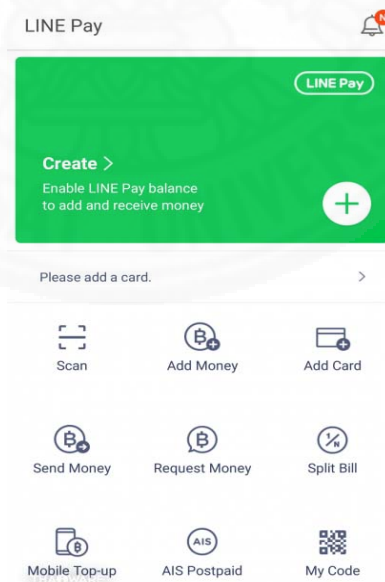 LINE Pay
N
LINE Pay
Create >
Enable LINE Pay balance
to add and receive money
Please add a card.
Scan
Add Money
Add Card
Send Money
Request Money
Split Bill
1/N
Mobile Top-up
AIS
AIS Postpaid
My Code